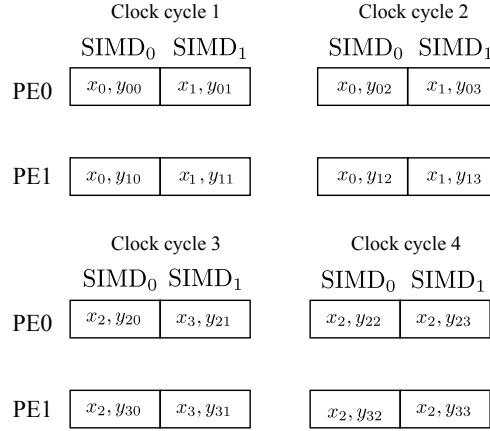 Clock cycle 1 Clock cycle 2
SIMD₀ SIMD₁ SIMD₀ SIMD₁
PE0 x₀, y₀₀ x₁, y₀₁ x₀, y₀₂ x₁, y₀₃
PE1 x₀, y₁₀ x₁, y₁₁ x₀, y₁₂ x₁, y₁₃
Clock cycle 3 Clock cycle 4
SIMD₀ SIMD₁ SIMD₀ SIMD₁
PE0 x₂, y₂₀ x₃, y₂₁ x₂, y₂₂ x₂, y₂₃
PE1 x₂, y₃₀ x₃, y₃₁ x₂, y₃₂ x₂, y₃₃